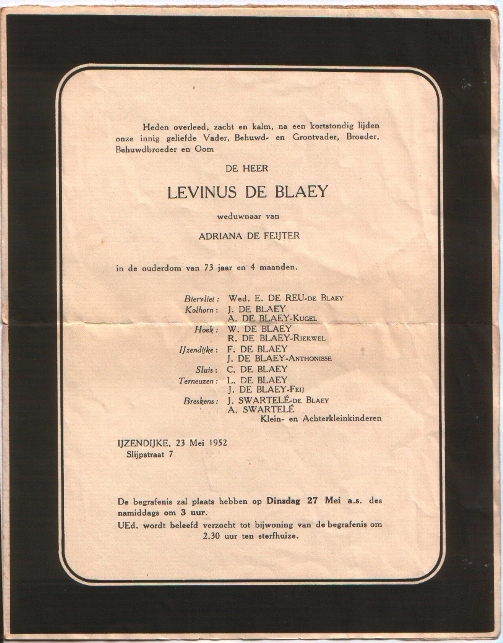 Heden overleed, zacht en kalm, na een kortstondig lijden
onze innig geliefde Vader, Behuwd- en Grootvader, Broeder,
Behuwdbroeder en Oom
DE HEER
LEVINUS DE BLAEY
weduwnaar van
ADRIANA DE FEIJTER
in de ouderdom van 73 jaar en 4 maanden.
Biervliet: Wed. E. DE REU-DE BLAEY
Kolhorn: J. DE BLAEY
A. DE BLAEY-KUGEL
Hoek: W. DE BLAEY
R. DE BLAEY-RIEKWEL
IJzendijke: F. DE BLAEY
J. DE BLAEY-ANTHONISSE
Sluis: C. DE BLAEY
Terneuzen: L. DE BLAEY
J. DE BLAEY-FEIJ
Breskens: J. SWARTELÉ-DE BLAEY
A. SWARTELÉ
Klein- en Achterkleinkinderen
IJZENDIJKE, 23 Mei 1952
Slijpstraat 7
De begrafenis zal plaats hebben op Dinsdag 27 Mei a.s. des
namiddags om 3 uur.
UEd. wordt beleefd verzocht tot bijwoning van de begrafenis om
2.30 uur ten sterfhuize.